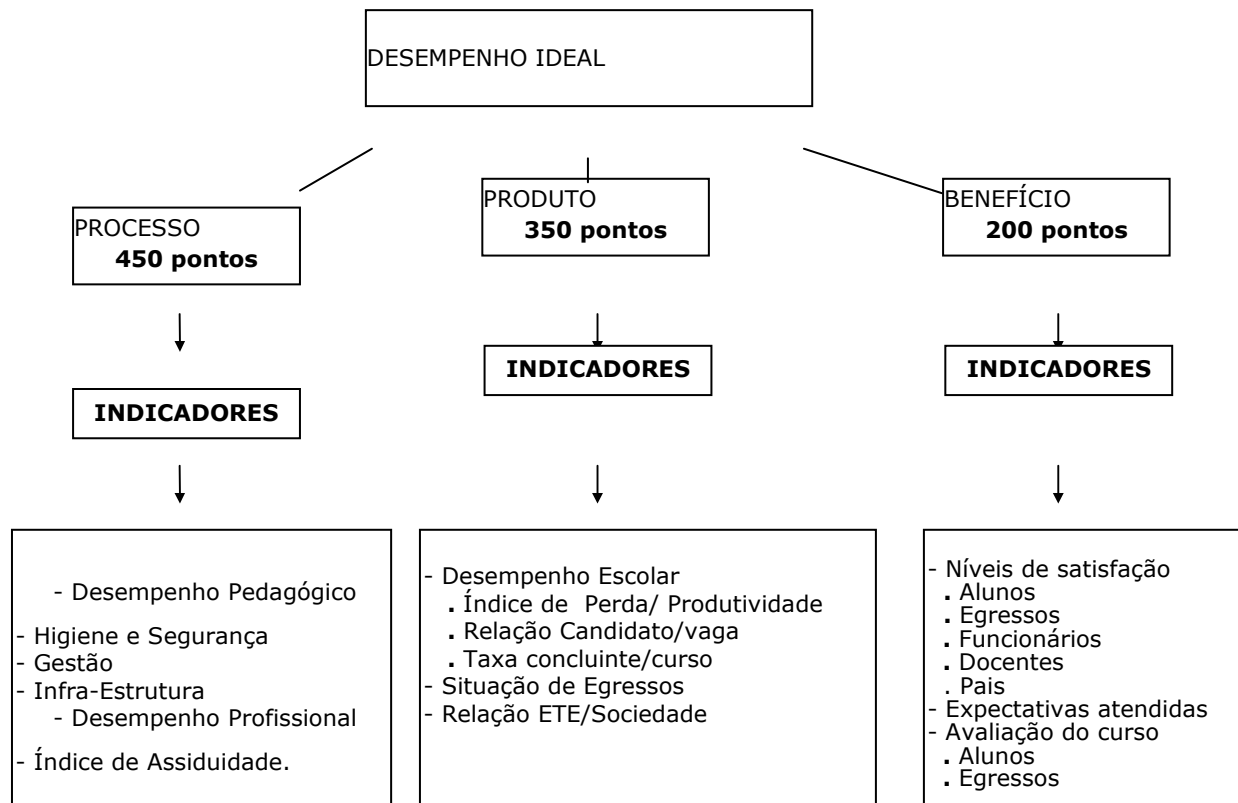 DESEMPENHO IDEAL
PROCESSO
450 pontos
PRODUTO
350 pontos
BENEFÍCIO
200 pontos
INDICADORES
INDICADORES
INDICADORES
- Desempenho Pedagógico
- Higiene e Segurança
- Gestão
- Infra-Estrutura
- Desempenho Profissional
- Índice de Assiduidade.
- Desempenho Escolar
. Índice de Perda/ Produtividade
. Relação Candidato/vaga
. Taxa concluinte/curso
- Situação de Egressos
- Relação ETE/Sociedade
- Níveis de satisfação
. Alunos
. Egressos
. Funcionários
. Docentes
. Pais
- Expectativas atendidas
- Avaliação do curso
. Alunos
. Egressos